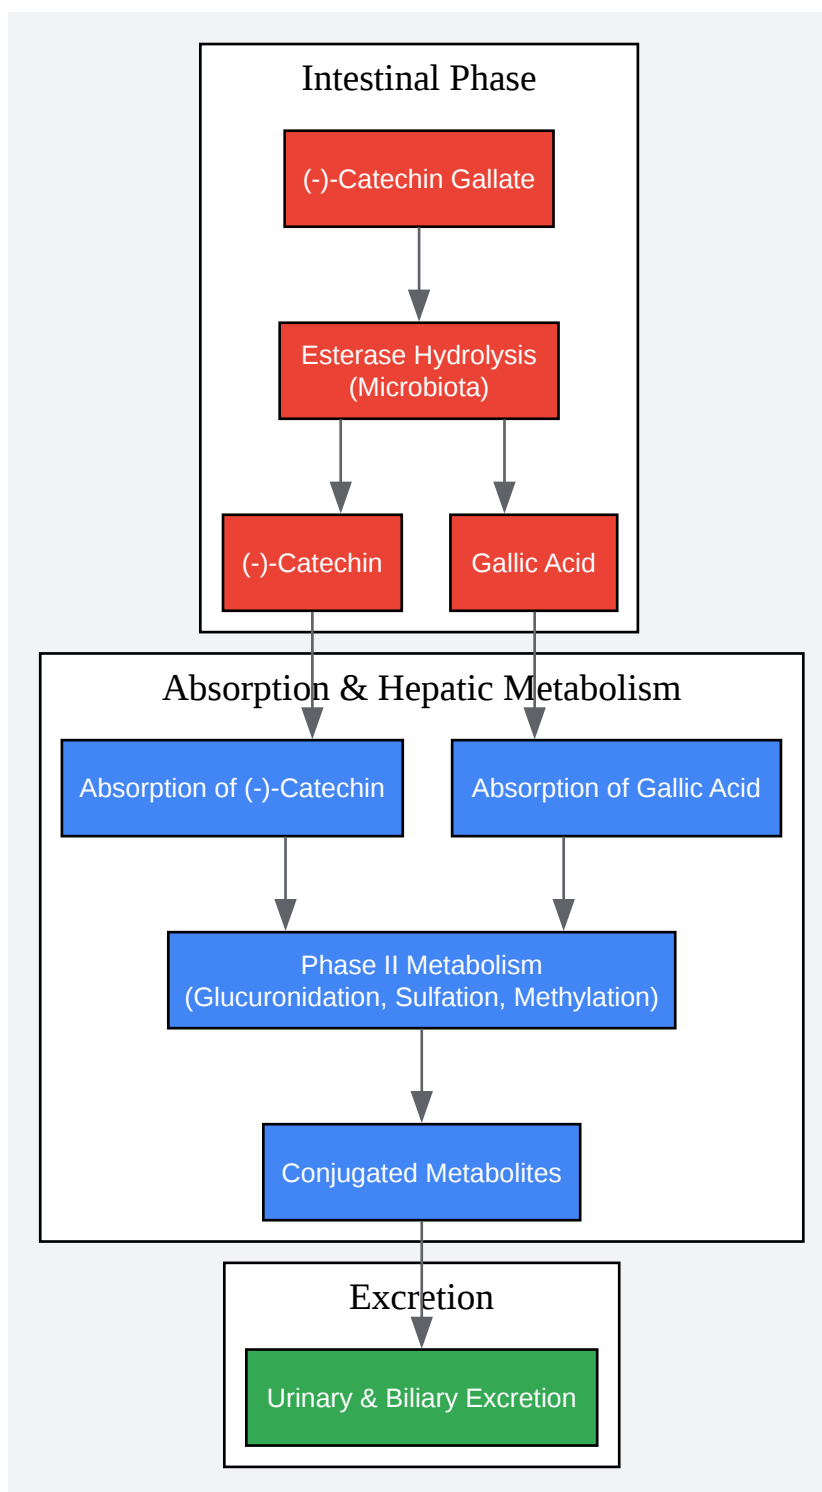 Intestinal Phase
(-)-Catechin Gallate
Esterase Hydrolysis
(Microbiota)
(-)-Catechin
Gallic Acid
Absorption & Hepatic Metabolism
Absorption of (-)-Catechin
Absorption of Gallic Acid
Phase II Metabolism
(Glucuronidation, Sulfation, Methylation)
Conjugated Metabolites
Excretion
Urinary & Biliary Excretion